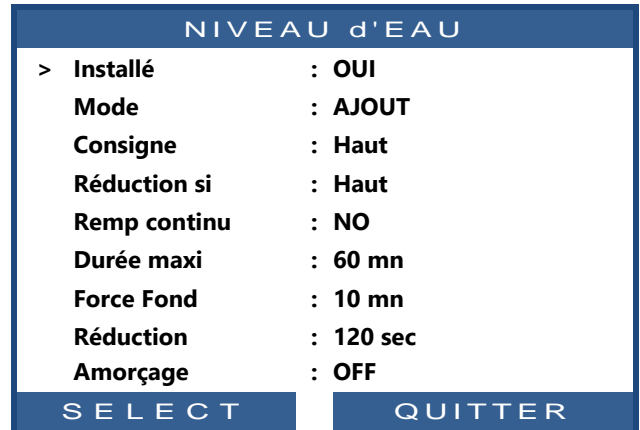 NIVEAU d'EAU
> Installé : OUI
Mode : AJOUT
Consigne : Haut
Réduction si : Haut
Remp continu : NO
Durée maxi : 60 mn
Force Fond : 10 mn
Réduction : 120 sec
Amorçage : OFF
SELECT QUITTER